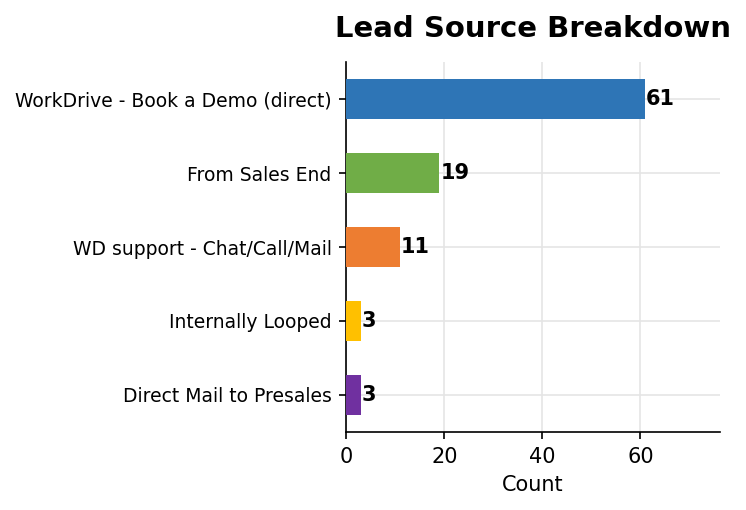 Lead Source Breakdown
WorkDrive - Book a Demo (direct) 61
From Sales End 19
WD support - Chat/Call/Mail 11
Internally Looped 3
Direct Mail to Presales 3
0 20 40 60
Count